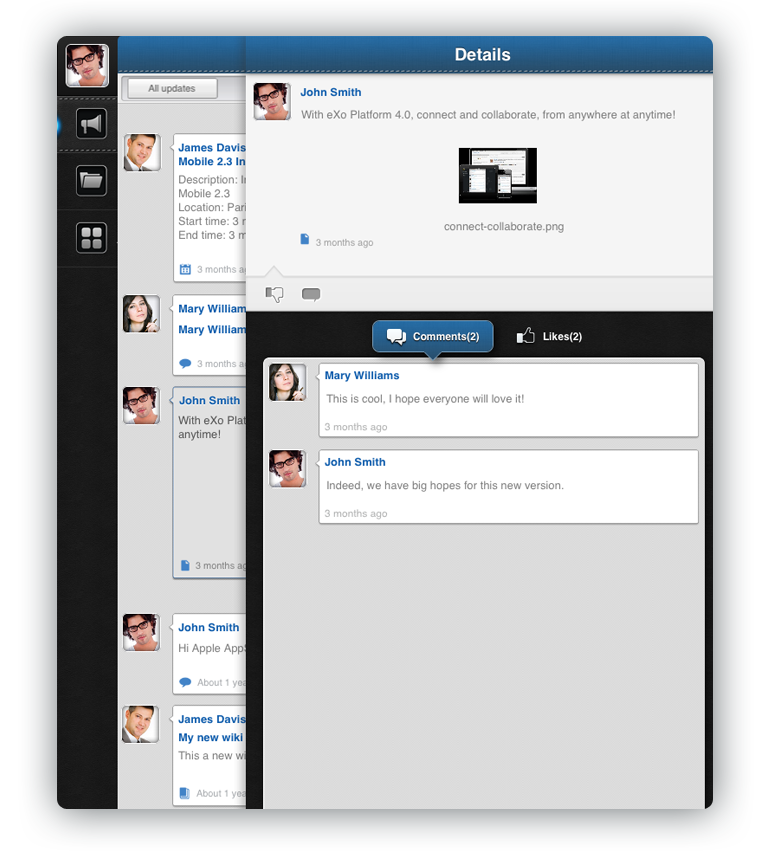 Details
All updates
James Davis
Mobile 2.3 In
Description: In
Mobile 2.3
Location: Pari
Start time: 3 m
End time: 3 m
3 months a
Mary William
Mary William
3 months a
John Smith
With eXo Plat
anytime!
3 months ag
John Smith
Hi Apple App
About 1 yea
James Davis
My new wiki
This a new wi
About 1 yea
John Smith
With eXo Platform 4.0, connect and collaborate, from anywhere at anytime!
connect-collaborate.png
3 months ago
Comments(2)
Likes(2)
Mary Williams
This is cool, I hope everyone will love it!
3 months ago
John Smith
Indeed, we have big hopes for this new version.
3 months ago